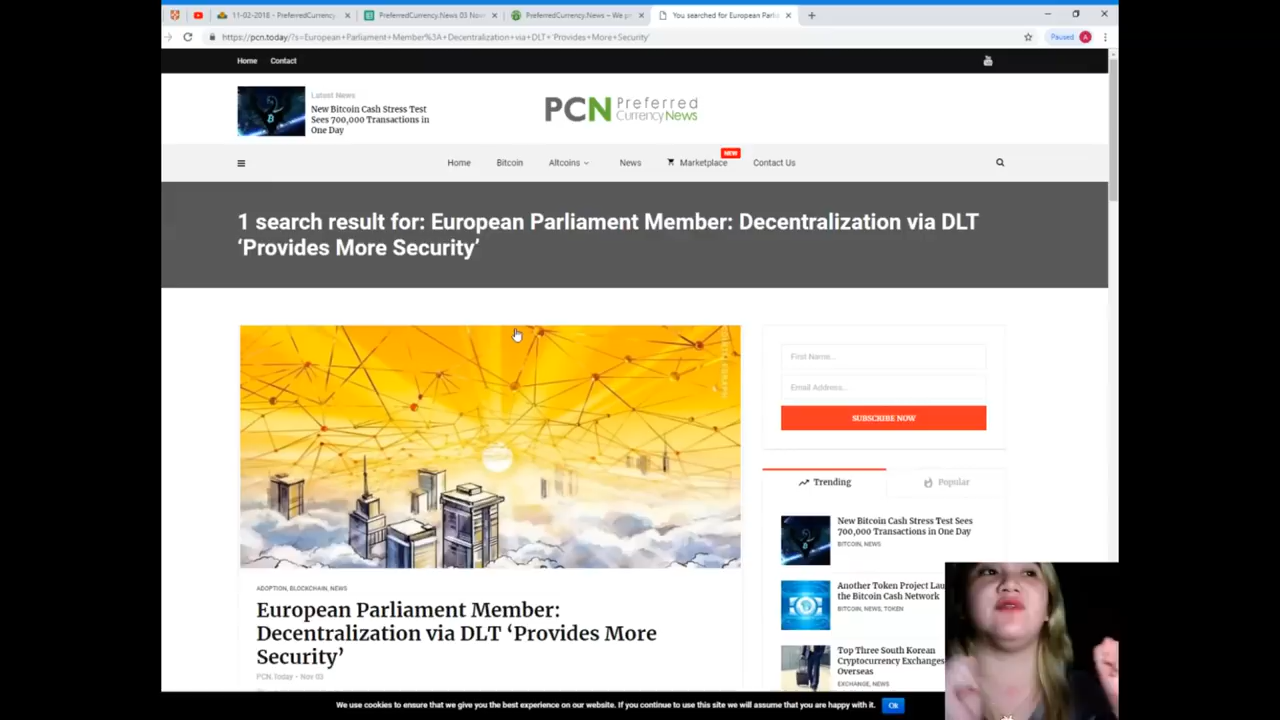 11-02-2018 - PreferredCurrency
PreferredCurrency.News 03 Nov
PreferredCurrency.News – We pr
You searched for European Parli
https://pcn.today/?s=European+Parliament+Member%3A+Decentralization+via+DLT+'Provides+More+Security'
Paused
A
Home
Contact
Latest News
New Bitcoin Cash Stress Test
Sees 700,000 Transactions in
One Day
PCN Preferred
Currency News
Home
Bitcoin
Altcoins
News
Marketplace
NEW
Contact Us
1 search result for: European Parliament Member: Decentralization via DLT
‘Provides More Security’
First Name...
Email Address...
SUBSCRIBE NOW
Trending
Popular
New Bitcoin Cash Stress Test Sees
700,000 Transactions in One Day
BITCOIN, NEWS
Another Token Project Lau
the Bitcoin Cash Network
BITCOIN, NEWS, TOKEN
Top Three South Korean
Cryptocurrency Exchanges
Overseas
EXCHANGE, NEWS
ADOPTION, BLOCKCHAIN, NEWS
European Parliament Member:
Decentralization via DLT ‘Provides More
Security’
PCN.Today - Nov 03
We use cookies to ensure that we give you the best experience on our website. If you continue to use this site we will assume that you are happy with it.
Ok